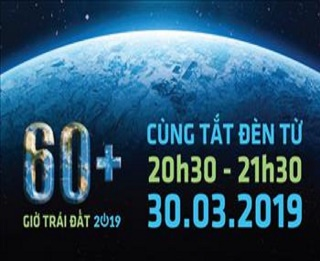 60+
GIỜ TRÁI ĐẤT 2019
CÙNG TẮT ĐÈN TỪ
20h30 - 21h30
30.03.2019